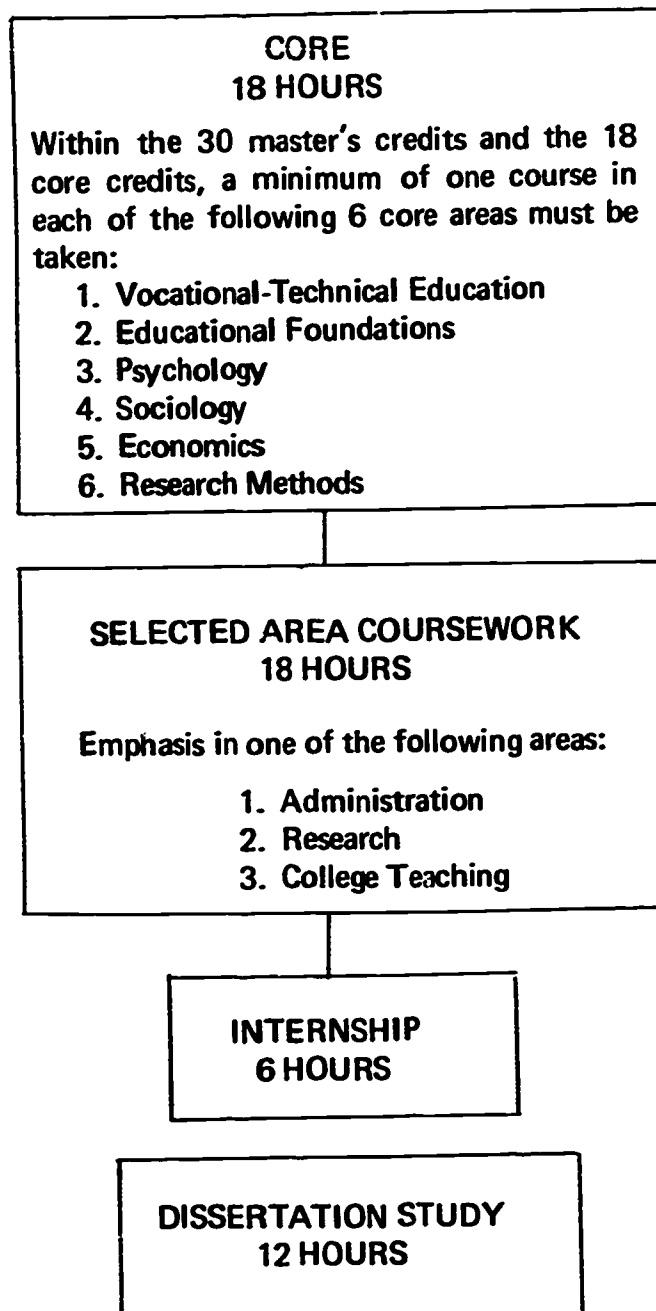 CORE
18 HOURS
Within the 30 master's credits and the 18
core credits, a minimum of one course in
each of the following 6 core areas must be
taken:
1. Vocational-Technical Education
2. Educational Foundations
3. Psychology
4. Sociology
5. Economics
6. Research Methods
SELECTED AREA COURSEWORK
18 HOURS
Emphasis in one of the following areas:
1. Administration
2. Research
3. College Teaching
INTERNSHIP
6 HOURS
DISSERTATION STUDY
12 HOURS